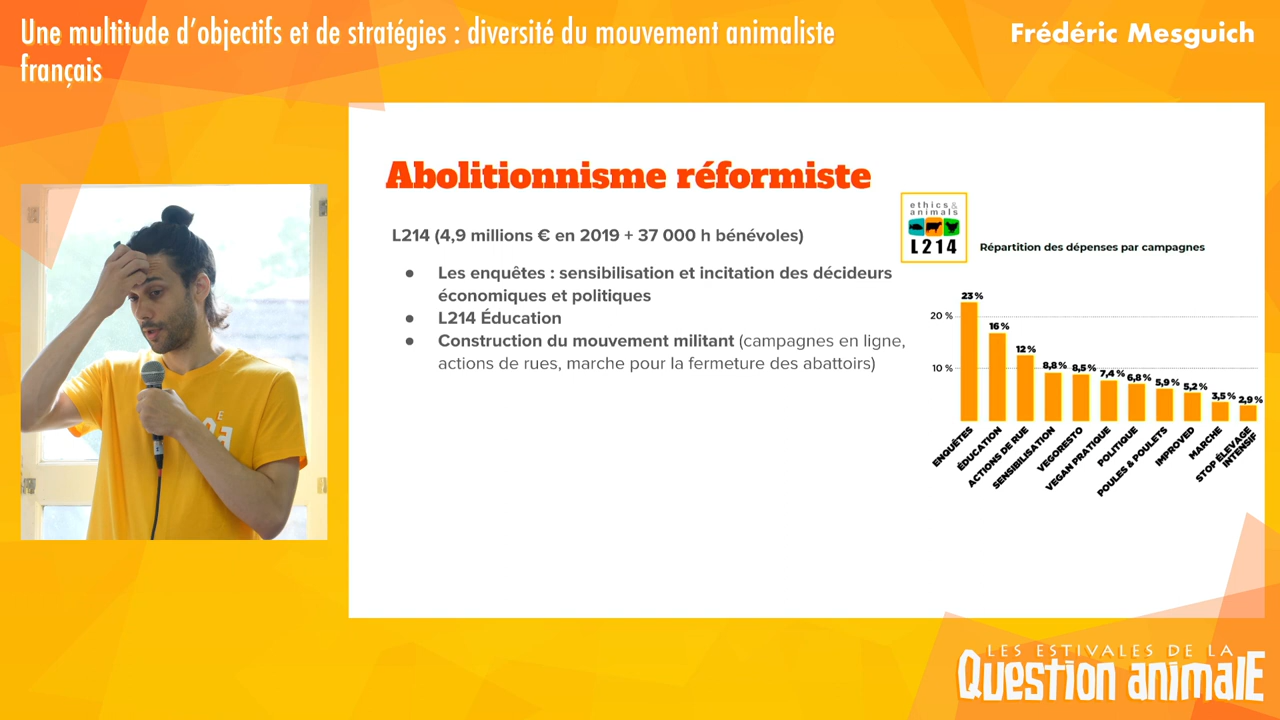 Une multitude d'objectifs et de stratégies : diversité du mouvement animaliste
français
Frédéric Mesguich
Abolitionnisme réformiste
L214 (4,9 millions € en 2019 + 37 000 h bénévoles)
● Les enquêtes : sensibilisation et incitation des décideurs
économiques et politiques
● L214 Éducation
● Construction du mouvement militant (campagnes en ligne,
actions de rues, marche pour la fermeture des abattoirs)
ethics &
animals
L214
Répartition des dépenses par campagnes
20 %
10 %
23 %
16 %
12 %
8,8 %
8,5 %
7,4 %
6,8 %
5,9 %
5,2 %
3,5 %
2,9 %
ENQUÊTES
ÉDUCATION
ACTIONS DE RUE
SENSIBILISATION
VEGORESTO
VEGAN PRATIQUE
POLITIQUE
POULES & POULETS
IMPROVED
MARCHE
STOP ÉLEVAGE
INTENSIF
LES ESTIVALES DE LA
QUESTION ANIMALE